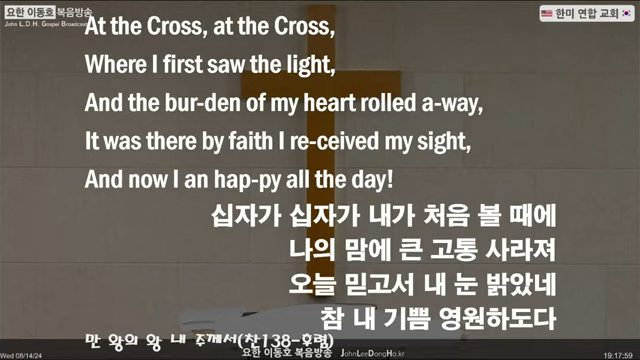 요한 이동호 복음방송
John L.D.H. Gospel Broadcast
한미 연합 교회
At the Cross, at the Cross,
Where I first saw the light,
And the bur-den of my heart rolled a-way,
It was there by faith I re-ceived my sight,
And now I an hap-py all the day!
십자가 십자가 내가 처음 볼 때에
나의 맘에 큰 고통 사라져
오늘 믿고서 내 눈 밝았네
참 내 기쁨 영원하도다
만 왕의 왕 내 주께서(찬138-후렴)
Wed 08/14/24
요한 이동호 복음방송 JohnLeeDongHo.kr
19:17:59